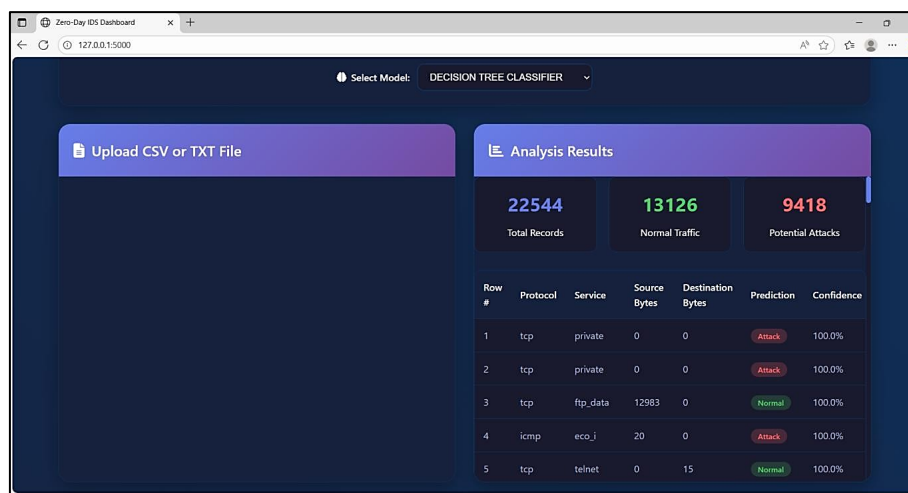 Zero-Day IDS Dashboard
127.0.0.1:5000
Select Model: DECISION TREE CLASSIFIER
Upload CSV or TXT File
Analysis Results
22544 13126 9418
Total Records Normal Traffic Potential Attacks
Row # Protocol Service Source Bytes Destination Bytes Prediction Confidence
1 tcp private 0 0 Attack 100.0%
2 tcp private 0 0 Attack 100.0%
3 tcp ftp_data 12983 0 Normal 100.0%
4 icmp eco_i 20 0 Attack 100.0%
5 tcp telnet 0 15 Normal 100.0%